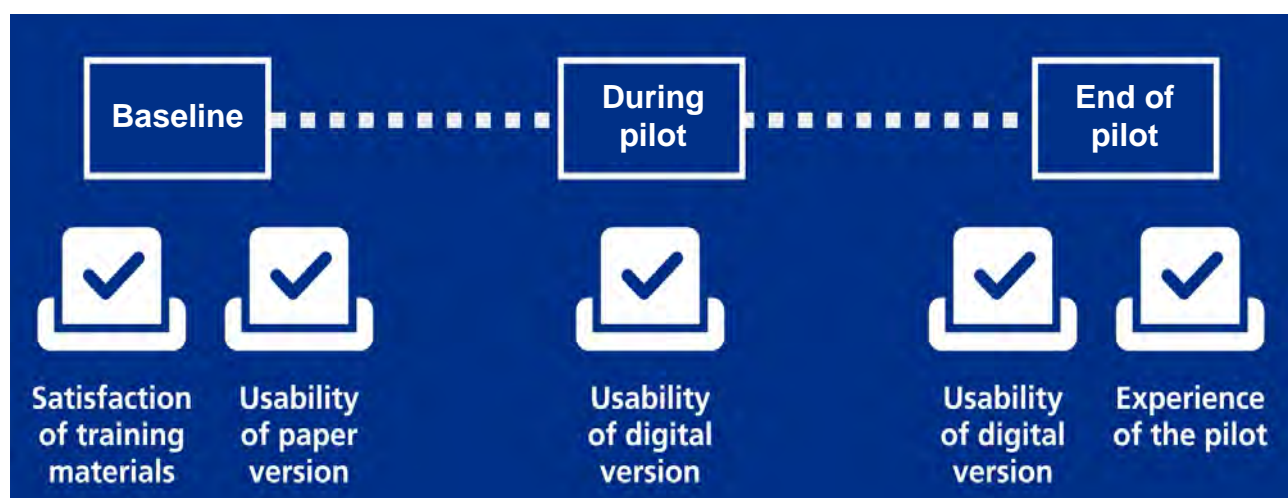 Baseline
During
pilot
End of
pilot
Satisfaction
of training
materials
Usability
of paper
version
Usability
of digital
version
Usability
of digital
version
Experience
of the pilot